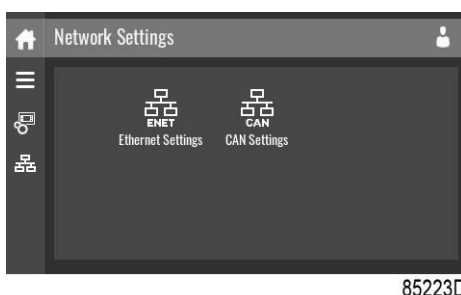 Network Settings
ENET
Ethernet Settings
CAN
CAN Settings
85223D